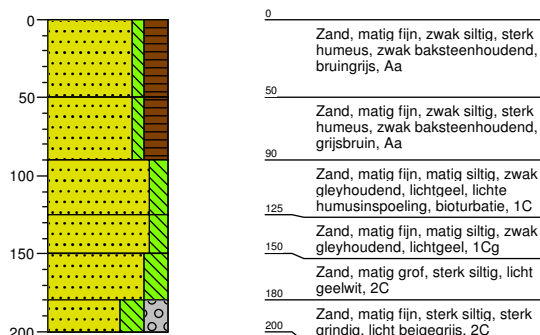 0
50
100
150
200
0
Zand, matig fijn, zwak siltig, sterk
humeus, zwak baksteenhoudend,
bruingrijs, Aa
50
Zand, matig fijn, zwak siltig, sterk
humeus, zwak baksteenhoudend,
grijsbruin, Aa
90
Zand, matig fijn, matig siltig, zwak
gleyhoudend, lichtgeel, lichte
humusinspoeling, bioturbatie, 1C
125
Zand, matig fijn, matig siltig, zwak
gleyhoudend, lichtgeel, 1Cg
150
Zand, matig grof, sterk siltig, licht
geelwit, 2C
180
Zand, matig fijn, sterk siltig, sterk
grindig, licht beigegrijs, 2C
200